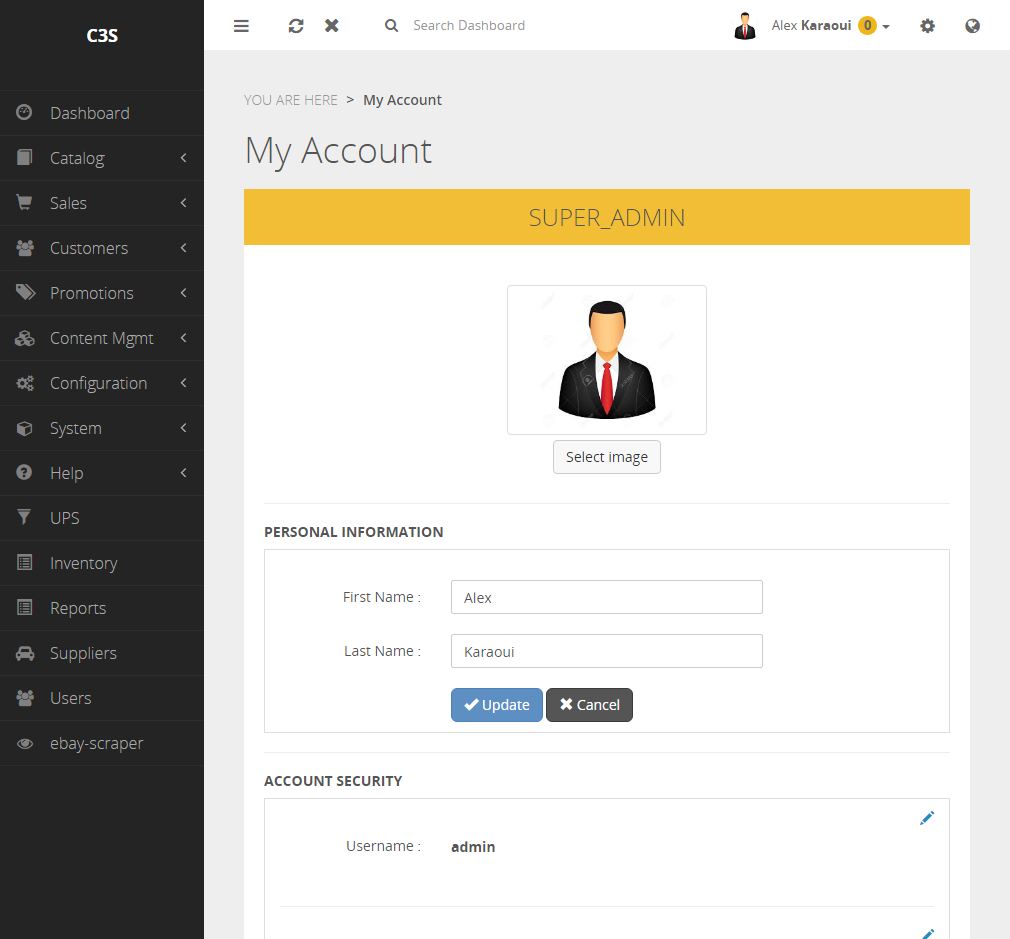 C3S
Search Dashboard
Alex Karaoui 0
Dashboard
Catalog
Sales
Customers
Promotions
Content Mgmt
Configuration
System
Help
UPS
Inventory
Reports
Suppliers
Users
ebay-scraper
YOU ARE HERE > My Account
My Account
SUPER_ADMIN
Select image
PERSONAL INFORMATION
First Name : Alex
Last Name : Karaoui
Update Cancel
ACCOUNT SECURITY
Username : admin